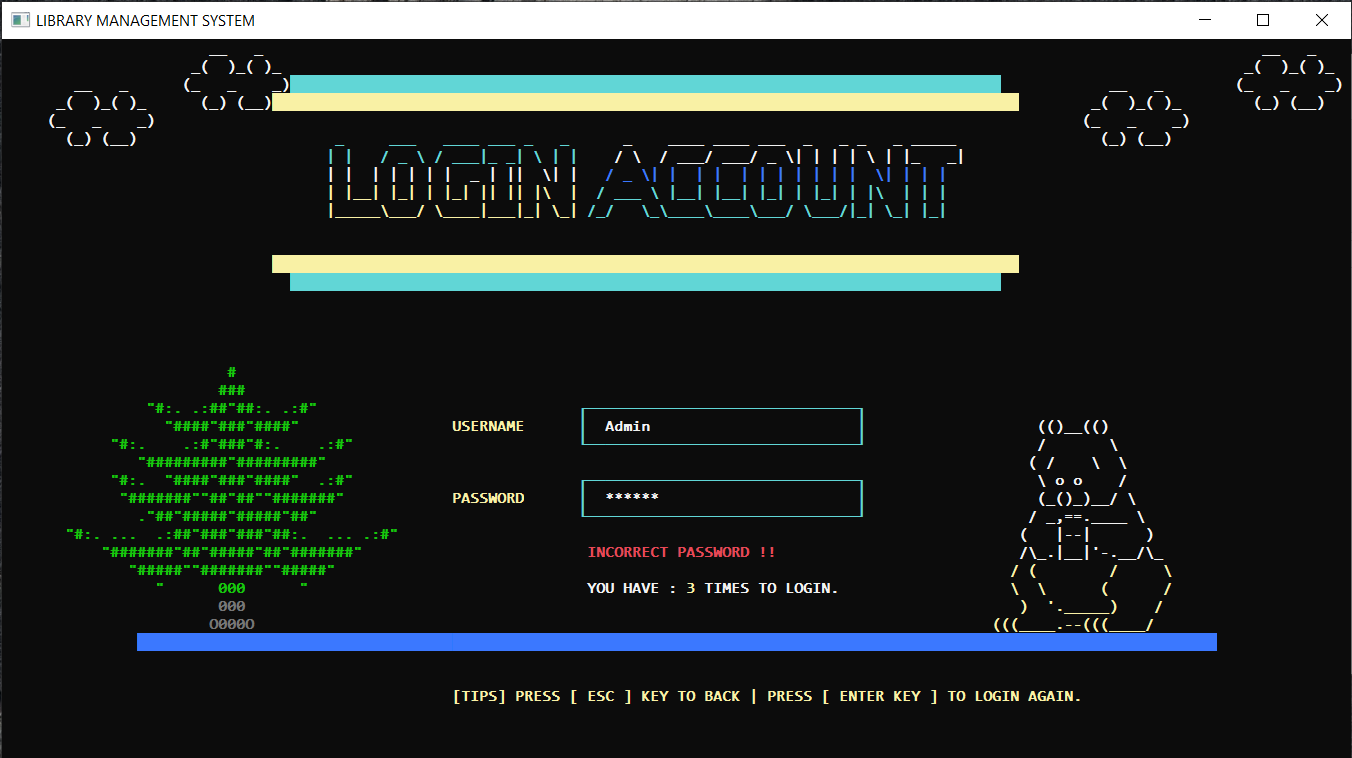 LIBRARY MANAGEMENT SYSTEM
LOGIN ACCOUNT
USERNAME Admin
PASSWORD ******
INCORRECT PASSWORD !!
YOU HAVE : 3 TIMES TO LOGIN.
[TIPS] PRESS [ ESC ] KEY TO BACK | PRESS [ ENTER KEY ] TO LOGIN AGAIN.